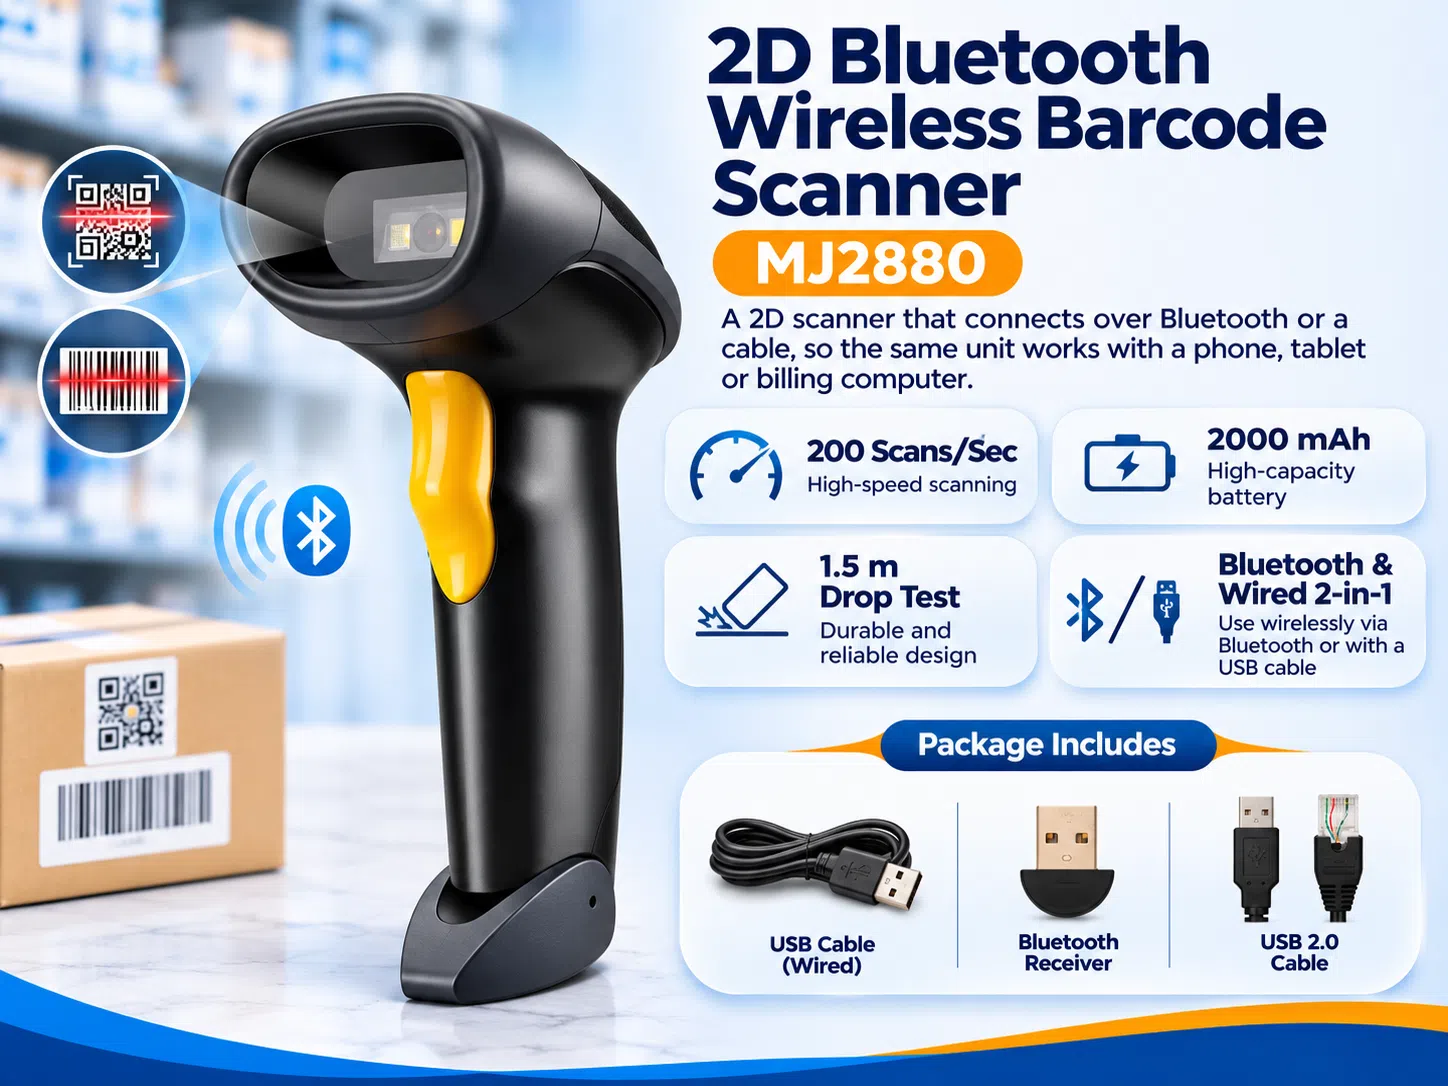 2D Bluetooth
Wireless Barcode
Scanner
MJ2880
A 2D scanner that connects over Bluetooth or a
cable, so the same unit works with a phone, tablet
or billing computer.
200 Scans/Sec
High-speed scanning
2000 mAh
High-capacity
battery
1.5 m
Drop Test
Durable and
reliable design
Bluetooth &
Wired 2-in-1
Use wirelessly via
Bluetooth or with a
USB cable
Package Includes
USB Cable
(Wired)
Bluetooth
Receiver
USB 2.0
Cable